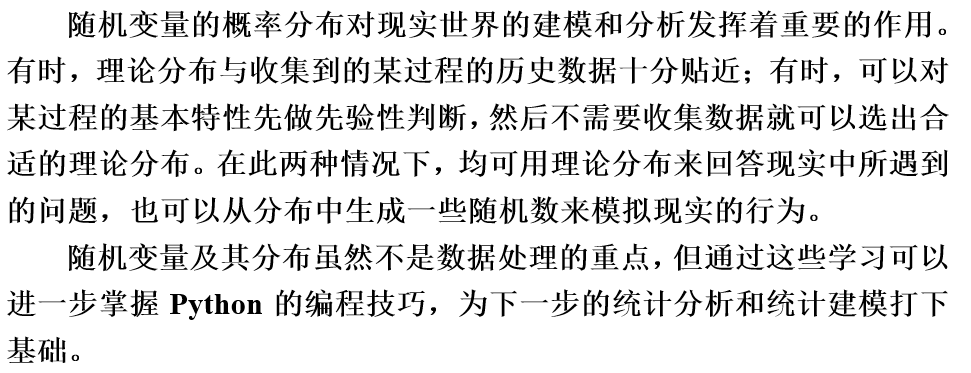 随机变量的概率分布对现实世界的建模和分析发挥着重要的作用。
有时，理论分布与收集到的某过程的历史数据十分贴近；有时，可以对
某过程的基本特性先做先验性判断，然后不需要收集数据就可以选出合
适的理论分布。在此两种情况下，均可用理论分布来回答现实中所遇到
的问题，也可以从分布中生成一些随机数来模拟现实的行为。
随机变量及其分布虽然不是数据处理的重点，但通过这些学习可以
进一步掌握 Python 的编程技巧，为下一步的统计分析和统计建模打下
基础。